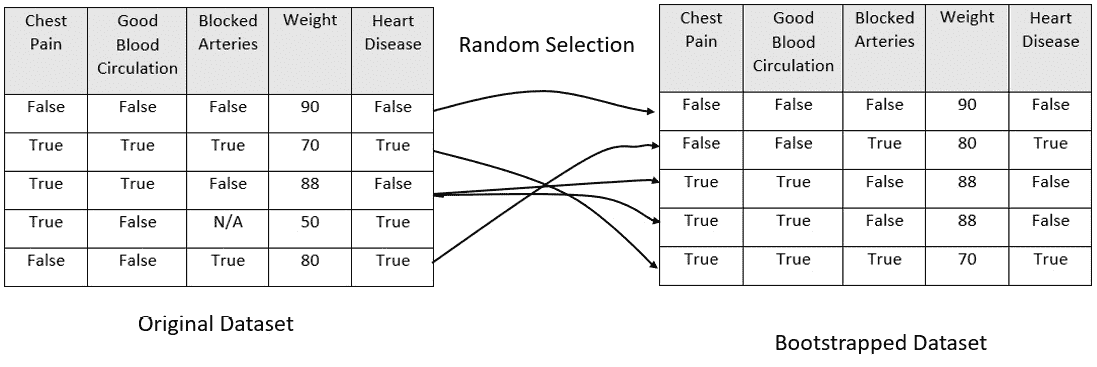 Chest Pain Good Blood Circulation Blocked Arteries Weight Heart Disease
False False False 90 False
True True True 70 True
True True False 88 False
True False N/A 50 True
False False True 80 True
Original Dataset
Random Selection
Chest Pain Good Blood Circulation Blocked Arteries Weight Heart Disease
False False False 90 False
False False True 80 True
True True False 88 False
True True False 88 False
True True True 70 True
Bootstrapped Dataset